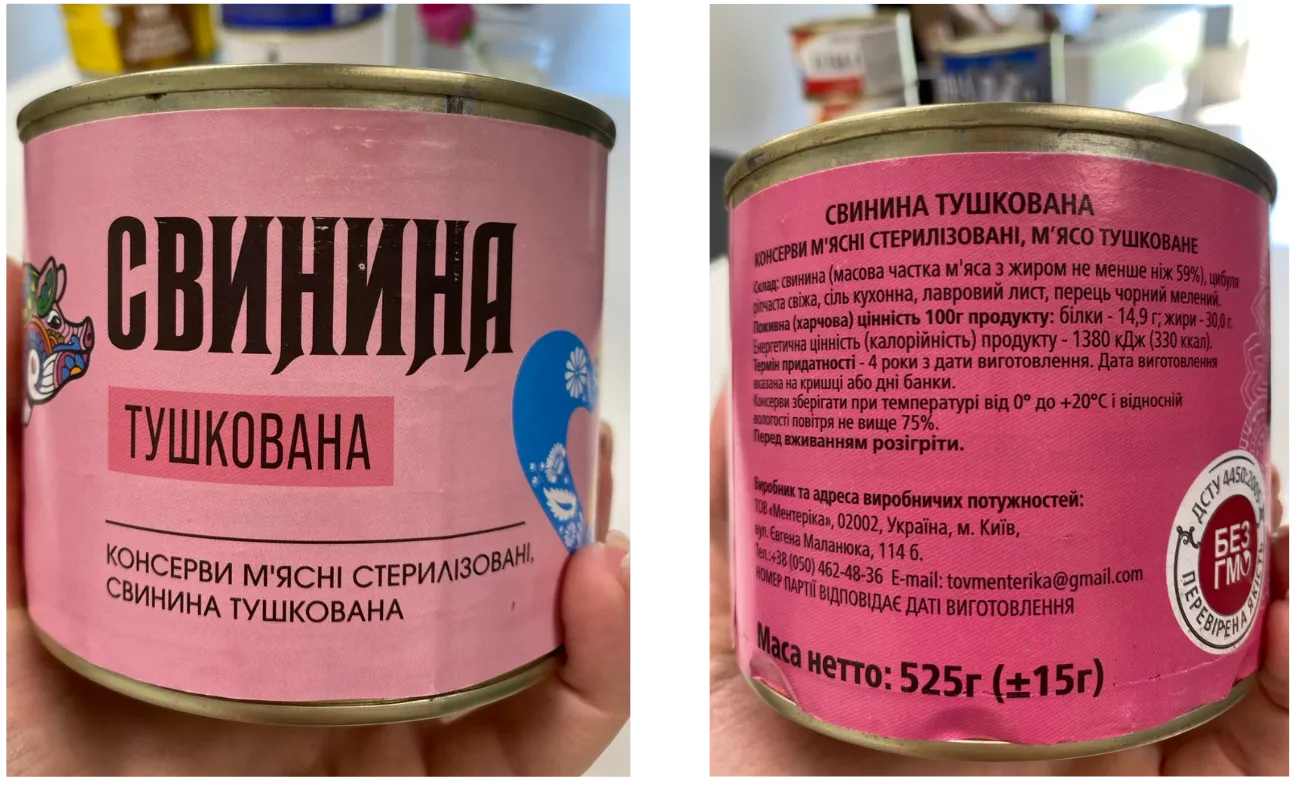 СВИНИНА
ТУШКОВАНА
КОНСЕРВИ М'ЯСНІ СТЕРИЛІЗОВАНІ,
СВИНИНА ТУШКОВАНА
СВИНИНА ТУШКОВАНА
КОНСЕРВИ М'ЯСНІ СТЕРИЛІЗОВАНІ, М'ЯСО ТУШКОВАНЕ
Склад: свинина (масова частка м'яса з жиром не менше ніж 59%), цибуля
ріпчаста свіжа, сіль кухонна, лавровий лист, перець чорний мелений.
Поживна (харчова) цінність 100г продукту: білки - 14,9 г; жири - 30,0 г.
Енергетична цінність (калорійність) продукту - 1380 кДж (330 ккал).
Термін придатності - 4 роки з дати виготовлення. Дата виготовлення
вказана на кришці або дні банки.
Консерви зберігати при температурі від 0° до +20°С і відносній
вологості повітря не вище 75%.
Перед вживанням розігріти.
Виробник та адреса виробничих потужностей:
ТОВ «Ментеріка», 02002, Україна, м. Київ,
вул. Євгена Маланюка, 114 б.
Тел.:+38 (050) 462-48-36 E-mail: tovmenterika@gmail.com
НОМЕР ПАРТІЇ ВІДПОВІДАЄ ДАТІ ВИГОТОВЛЕННЯ
Маса нетто: 525г (±15г)
ДСТУ 4450:2005
БЕЗ
ГМО
ПЕРЕВІРЕНА ЯКІСТЬ